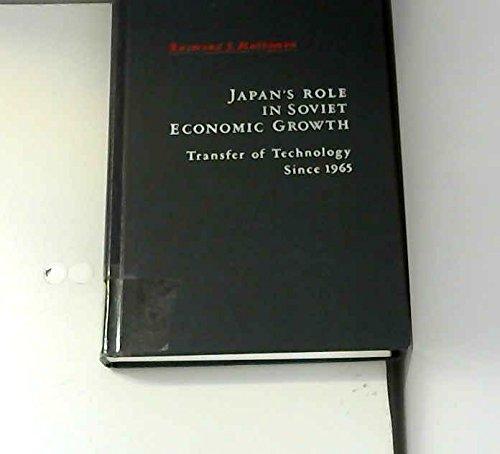 JAPAN'S ROLE
IN SOVIET
ECONOMIC GROWTH
Transfer of Technology
Since 1965